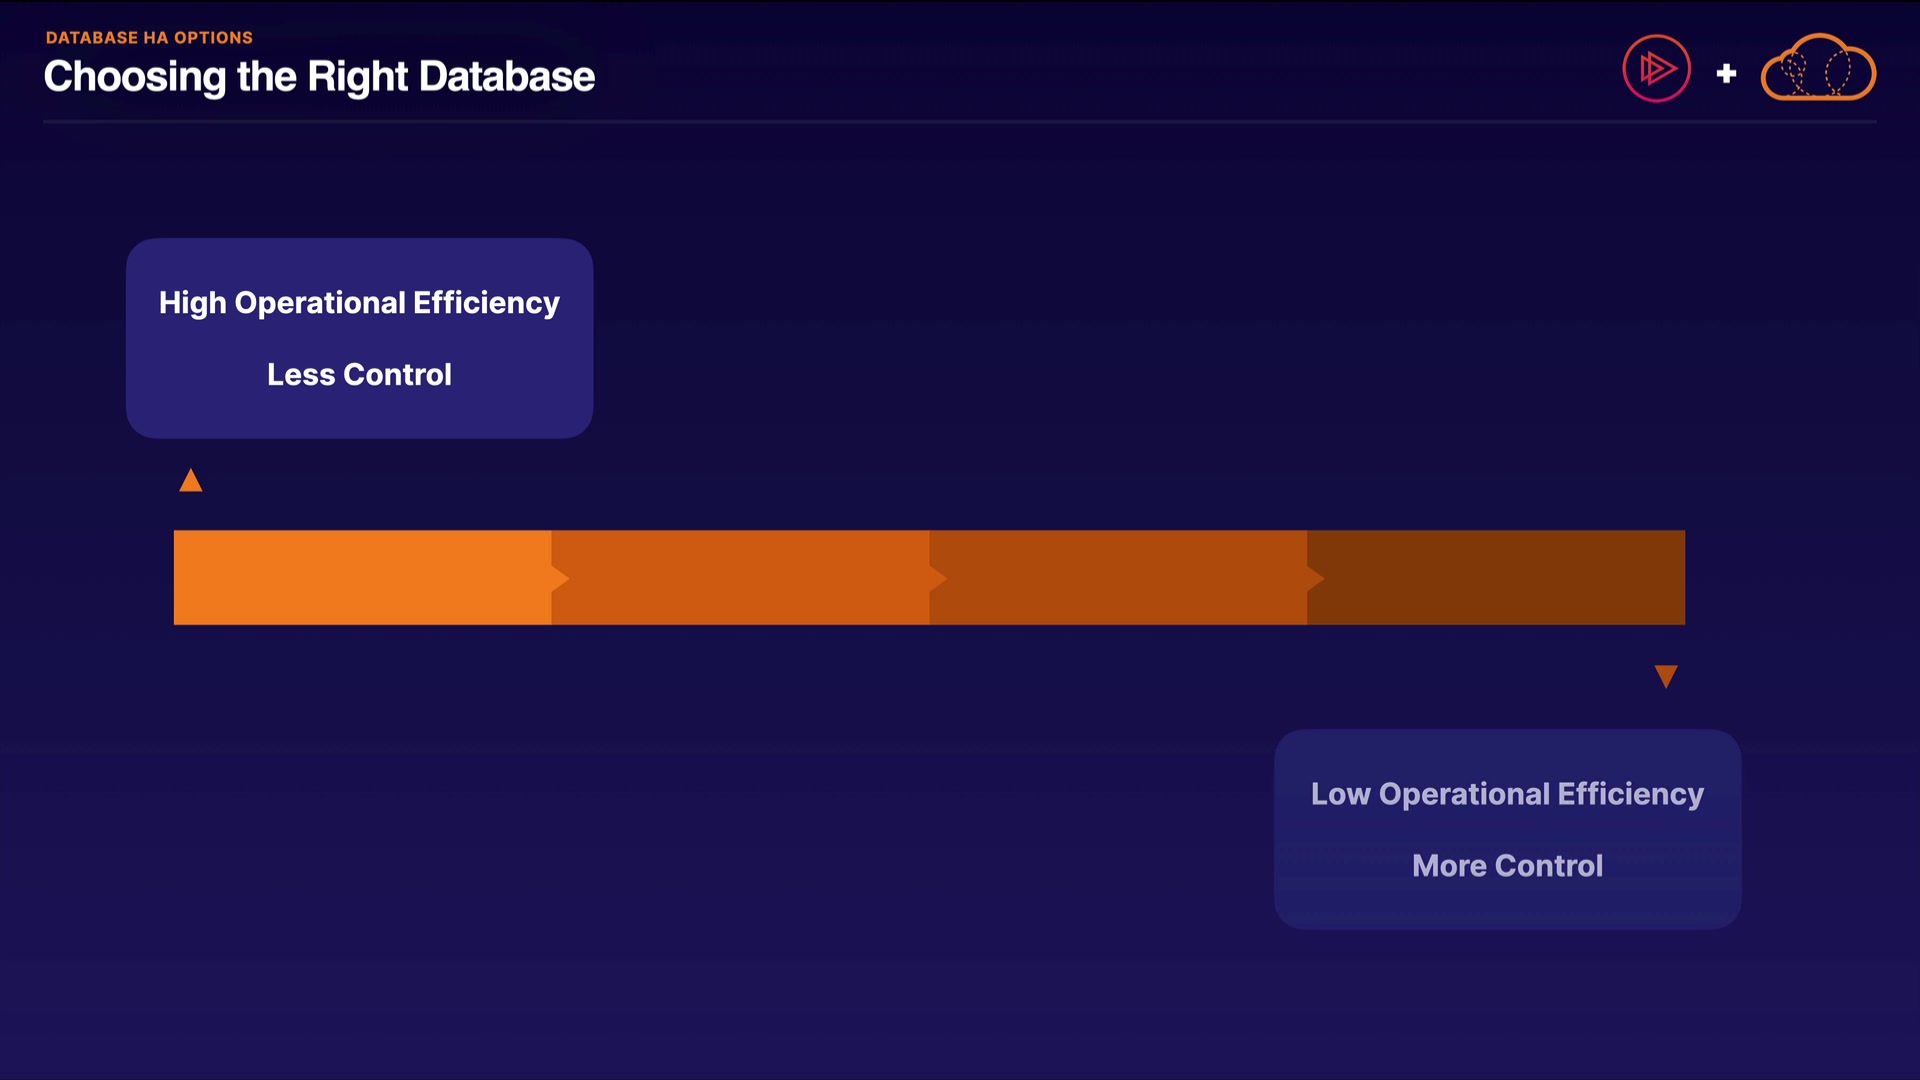 DATABASE HA OPTIONS
Choosing the Right Database
High Operational Efficiency
Less Control
Low Operational Efficiency
More Control